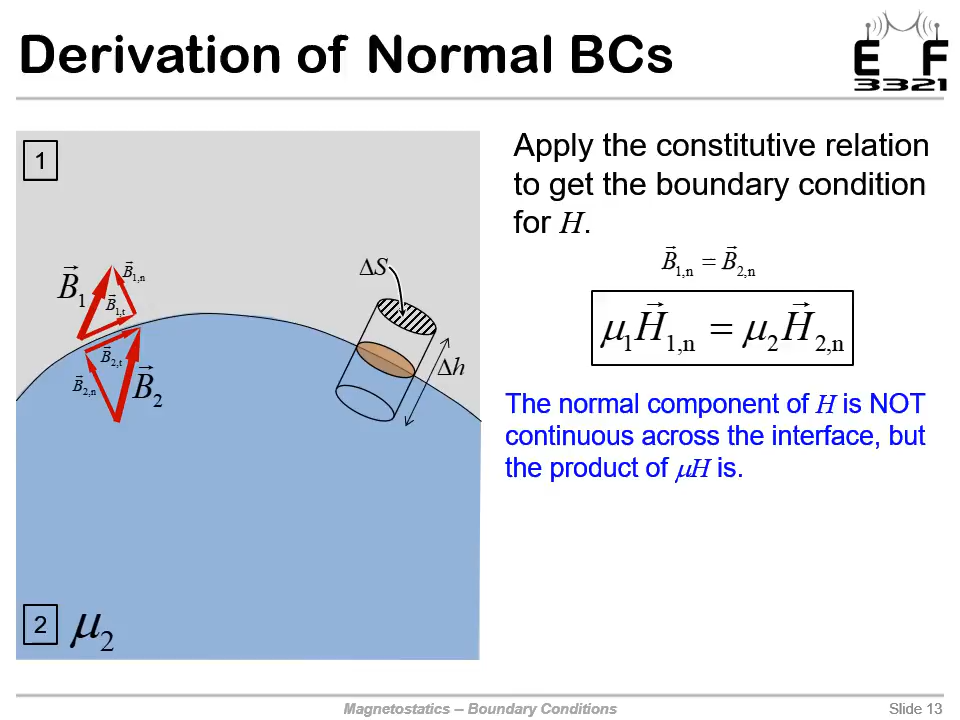 Derivation of Normal BCs
E F
3321
1
Apply the constitutive relation
to get the boundary condition
for H.
B⃗1,n = B⃗2,n
μ1H⃗1,n = μ2H⃗2,n
The normal component of H is NOT
continuous across the interface, but
the product of μH is.
ΔS
B⃗1,n
B⃗1
B⃗1,t
B⃗2,t
Δh
B⃗2,n
B⃗2
2
μ2
Magnetostatics – Boundary Conditions
Slide 13